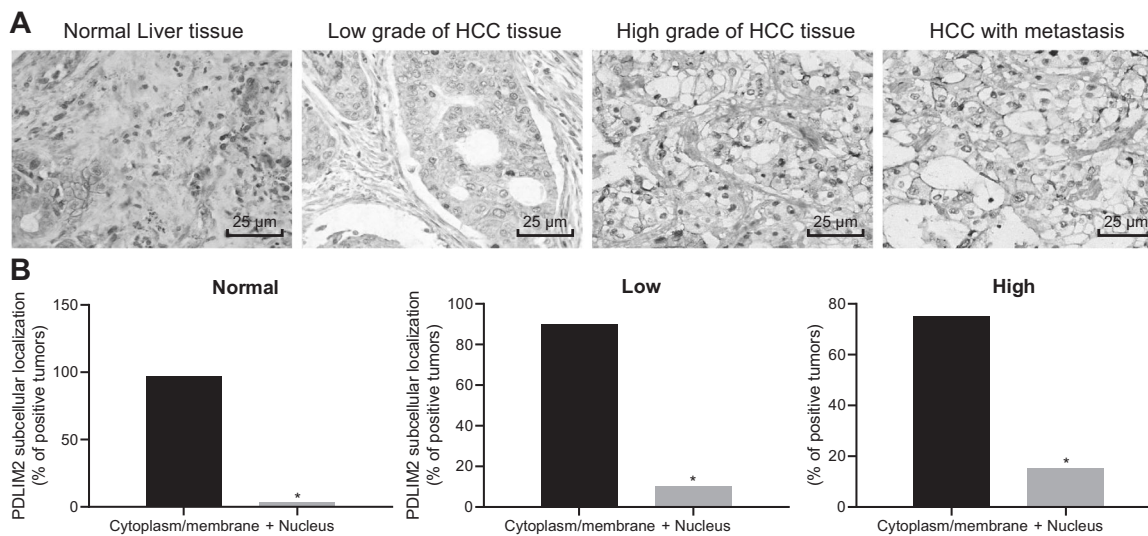 A
Normal Liver tissue
Low grade of HCC tissue
High grade of HCC tissue
HCC with metastasis
25 μm
25 μm
25 μm
25 μm
B
Normal
PDLIM2 subcellular localization
(% of positive tumors)
150
100
50
0
*
Cytoplasm/membrane + Nucleus
Low
PDLIM2 subcellular localization
(% of positive tumors)
100
80
60
40
20
0
*
Cytoplasm/membrane + Nucleus
High
(% of positive tumors)
80
60
40
20
0
*
Cytoplasm/membrane + Nucleus